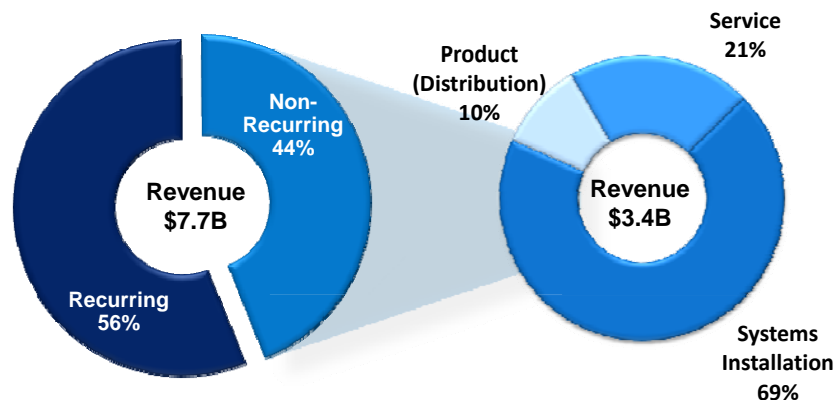 Non-
Recurring
44%
Revenue
$7.7B
Recurring
56%
Product
(Distribution)
10%
Service
21%
Revenue
$3.4B
Systems
Installation
69%